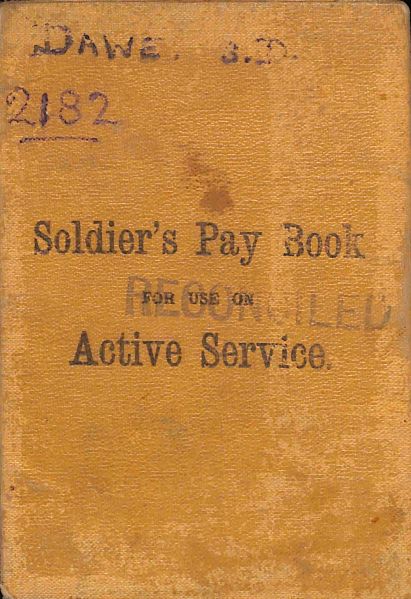 DAWE. S.D.
2182
Soldier's Pay Book
FOR USE ON
RECONCILED
Active Service.